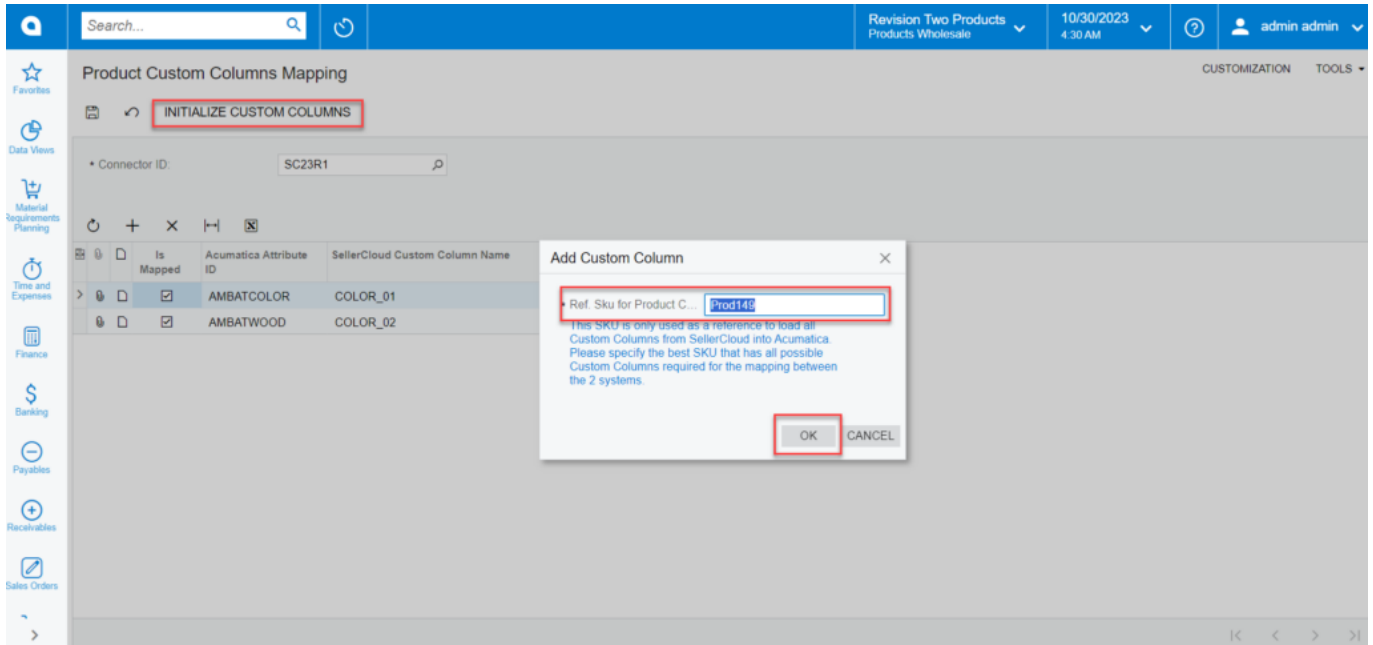 Search...
Revision Two Products
Products Wholesale
10/30/2023
4:30 AM
admin admin
Favorites
Data Views
Material
Requirements
Planning
Time and
Expenses
Finance
Banking
Payables
Receivables
Sales Orders
Product Custom Columns Mapping
CUSTOMIZATION TOOLS
INITIALIZE CUSTOM COLUMNS
Connector ID: SC23R1
Is
Mapped
Acumatica Attribute
ID
SellerCloud Custom Column Name
AMBATCOLOR COLOR_01
AMBATWOOD COLOR_02
Add Custom Column
Ref. Sku for Product C... Prod149
This SKU is only used as a reference to load all
Custom Columns from SellerCloud into Acumatica.
Please specify the best SKU that has all possible
Custom Columns required for the mapping between
the 2 systems.
OK CANCEL